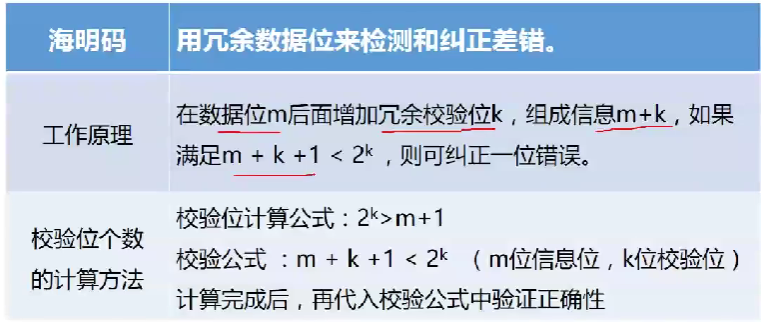 海明码
用冗余数据位来检测和纠正差错。
工作原理
在数据位m后面增加冗余校验位k，组成信息m+k，如果
满足m + k +1 < 2ᵏ ，则可纠正一位错误。
校验位个数
的计算方法
校验位计算公式：2ᵏ>m+1
校验公式 ：m + k +1 < 2ᵏ （m位信息位，k位校验位）
计算完成后，再代入校验公式中验证正确性